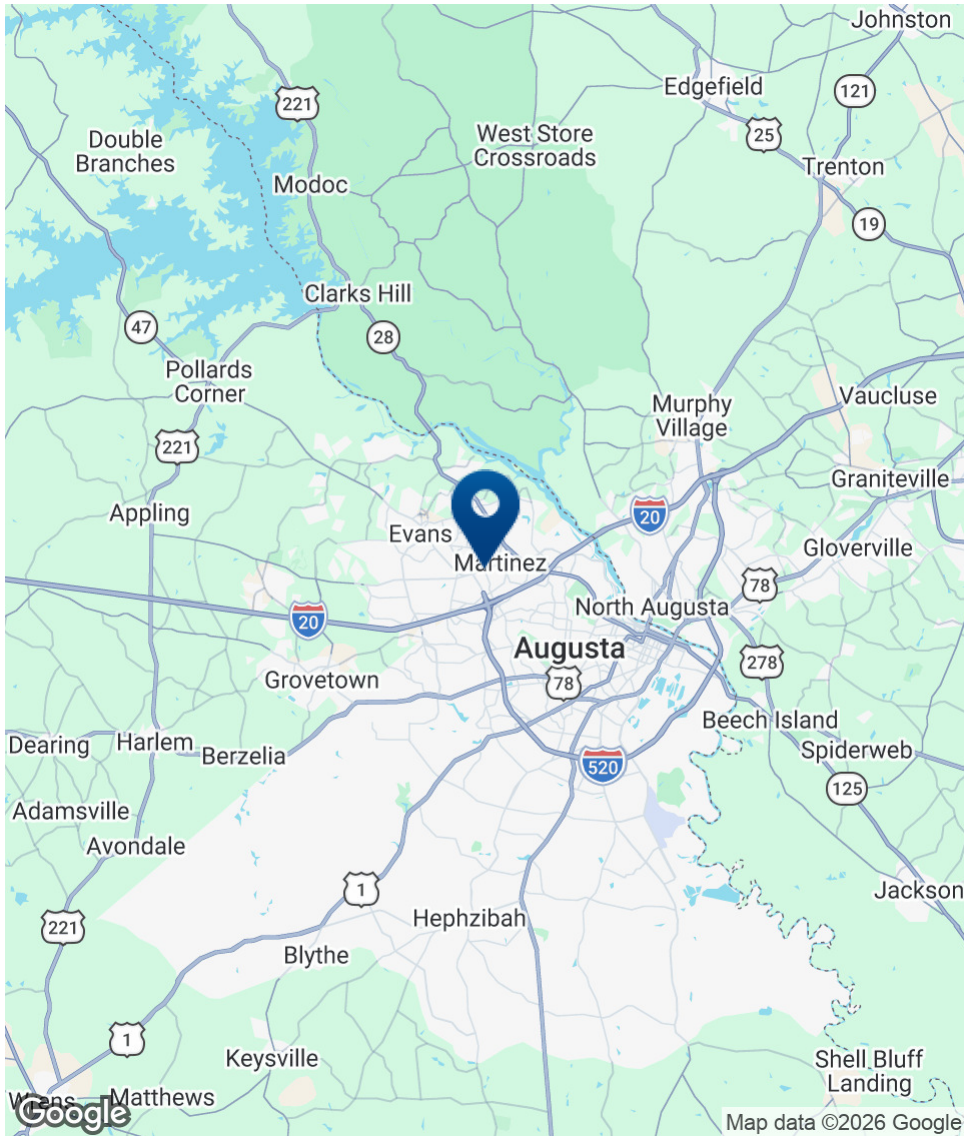 Johnston
Edgefield
121
221
25
Double
Branches
West Store
Crossroads
Trenton
Modoc
19
Clarks Hill
47
28
Pollards
Corner
Vaucluse
Murphy
Village
221
Graniteville
Appling
20
Evans
Gloverville
Martinez
78
20
North Augusta
Augusta
278
Grovetown
78
Beech Island
Dearing
Harlem
Berzelia
Spiderweb
520
125
Adamsville
Avondale
1
Jackson
221
Hephzibah
Blythe
1
Keysville
Shell Bluff
Landing
Wrens
Matthews
Google
Map data ©2026 Google